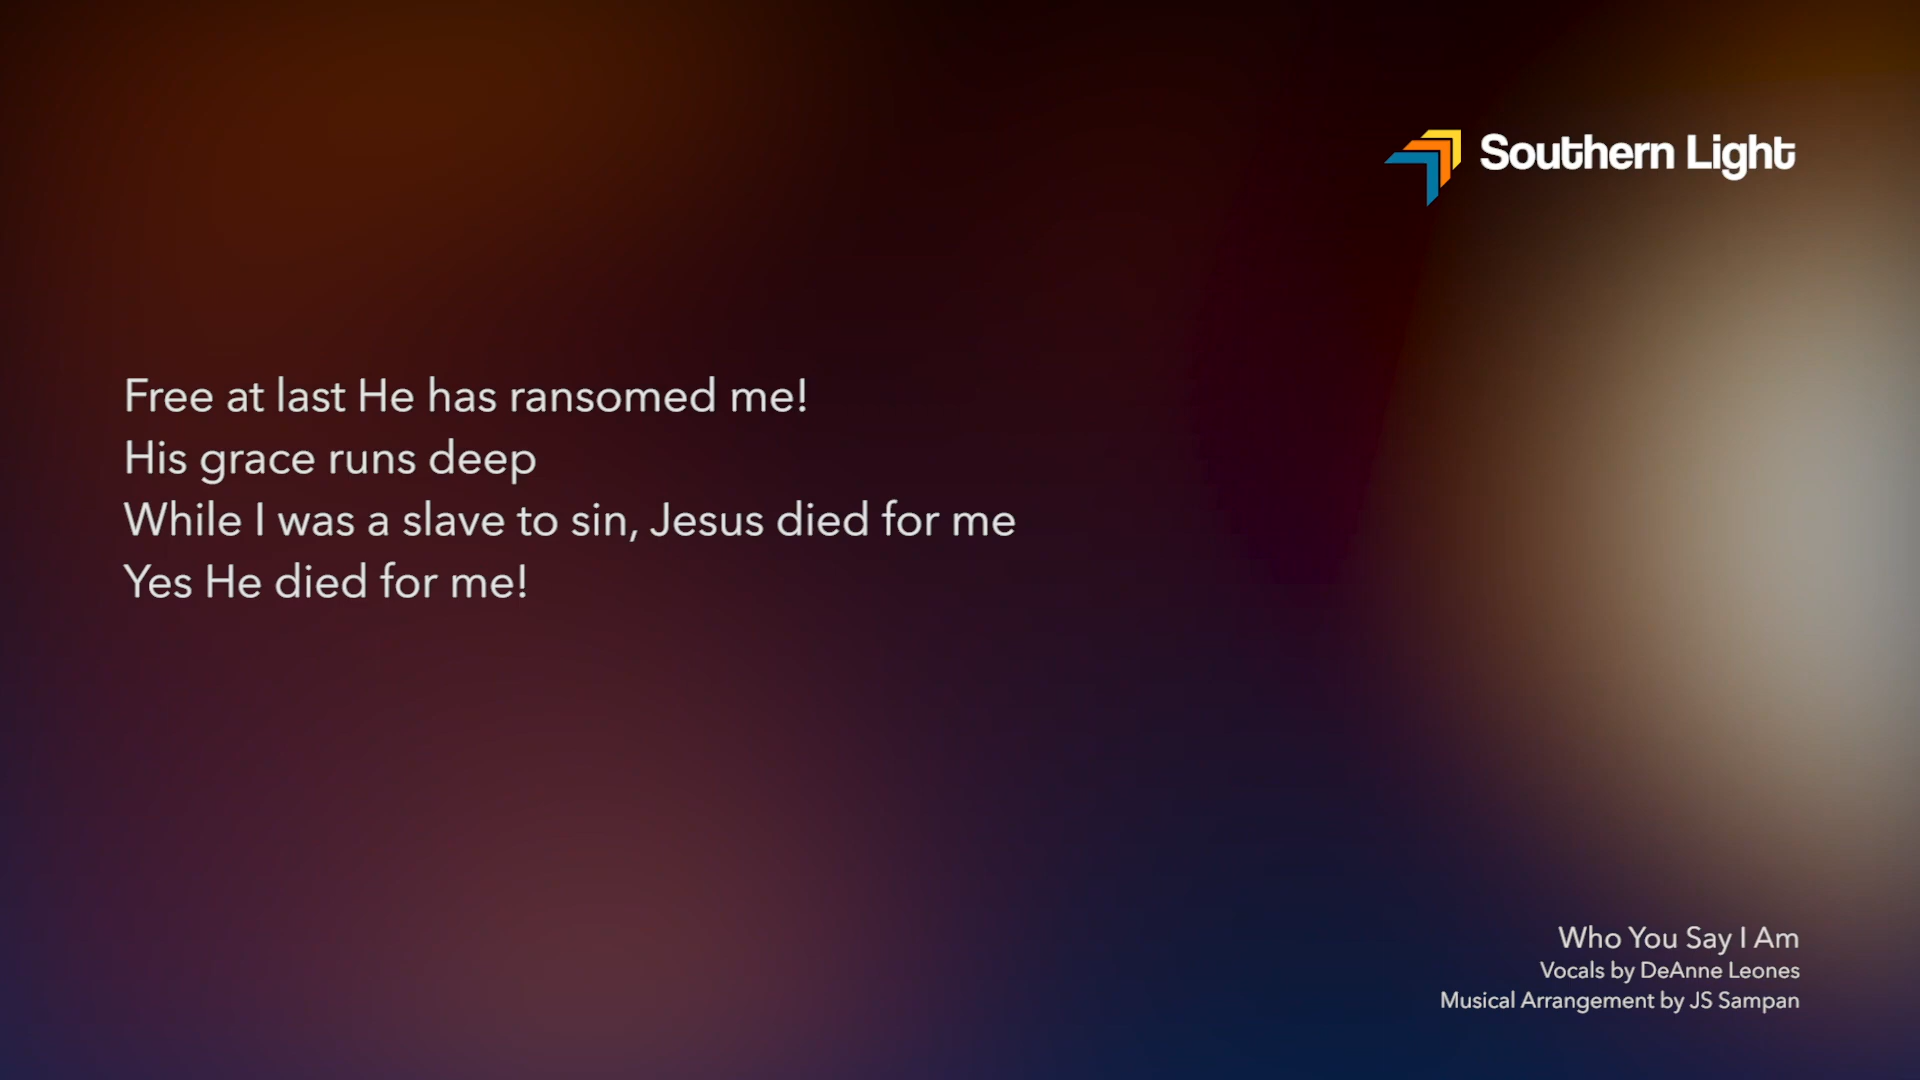 Southern Light
Free at last He has ransomed me!
His grace runs deep
While I was a slave to sin, Jesus died for me
Yes He died for me!
Who You Say I Am
Vocals by DeAnne Leones
Musical Arrangement by JS Sampan